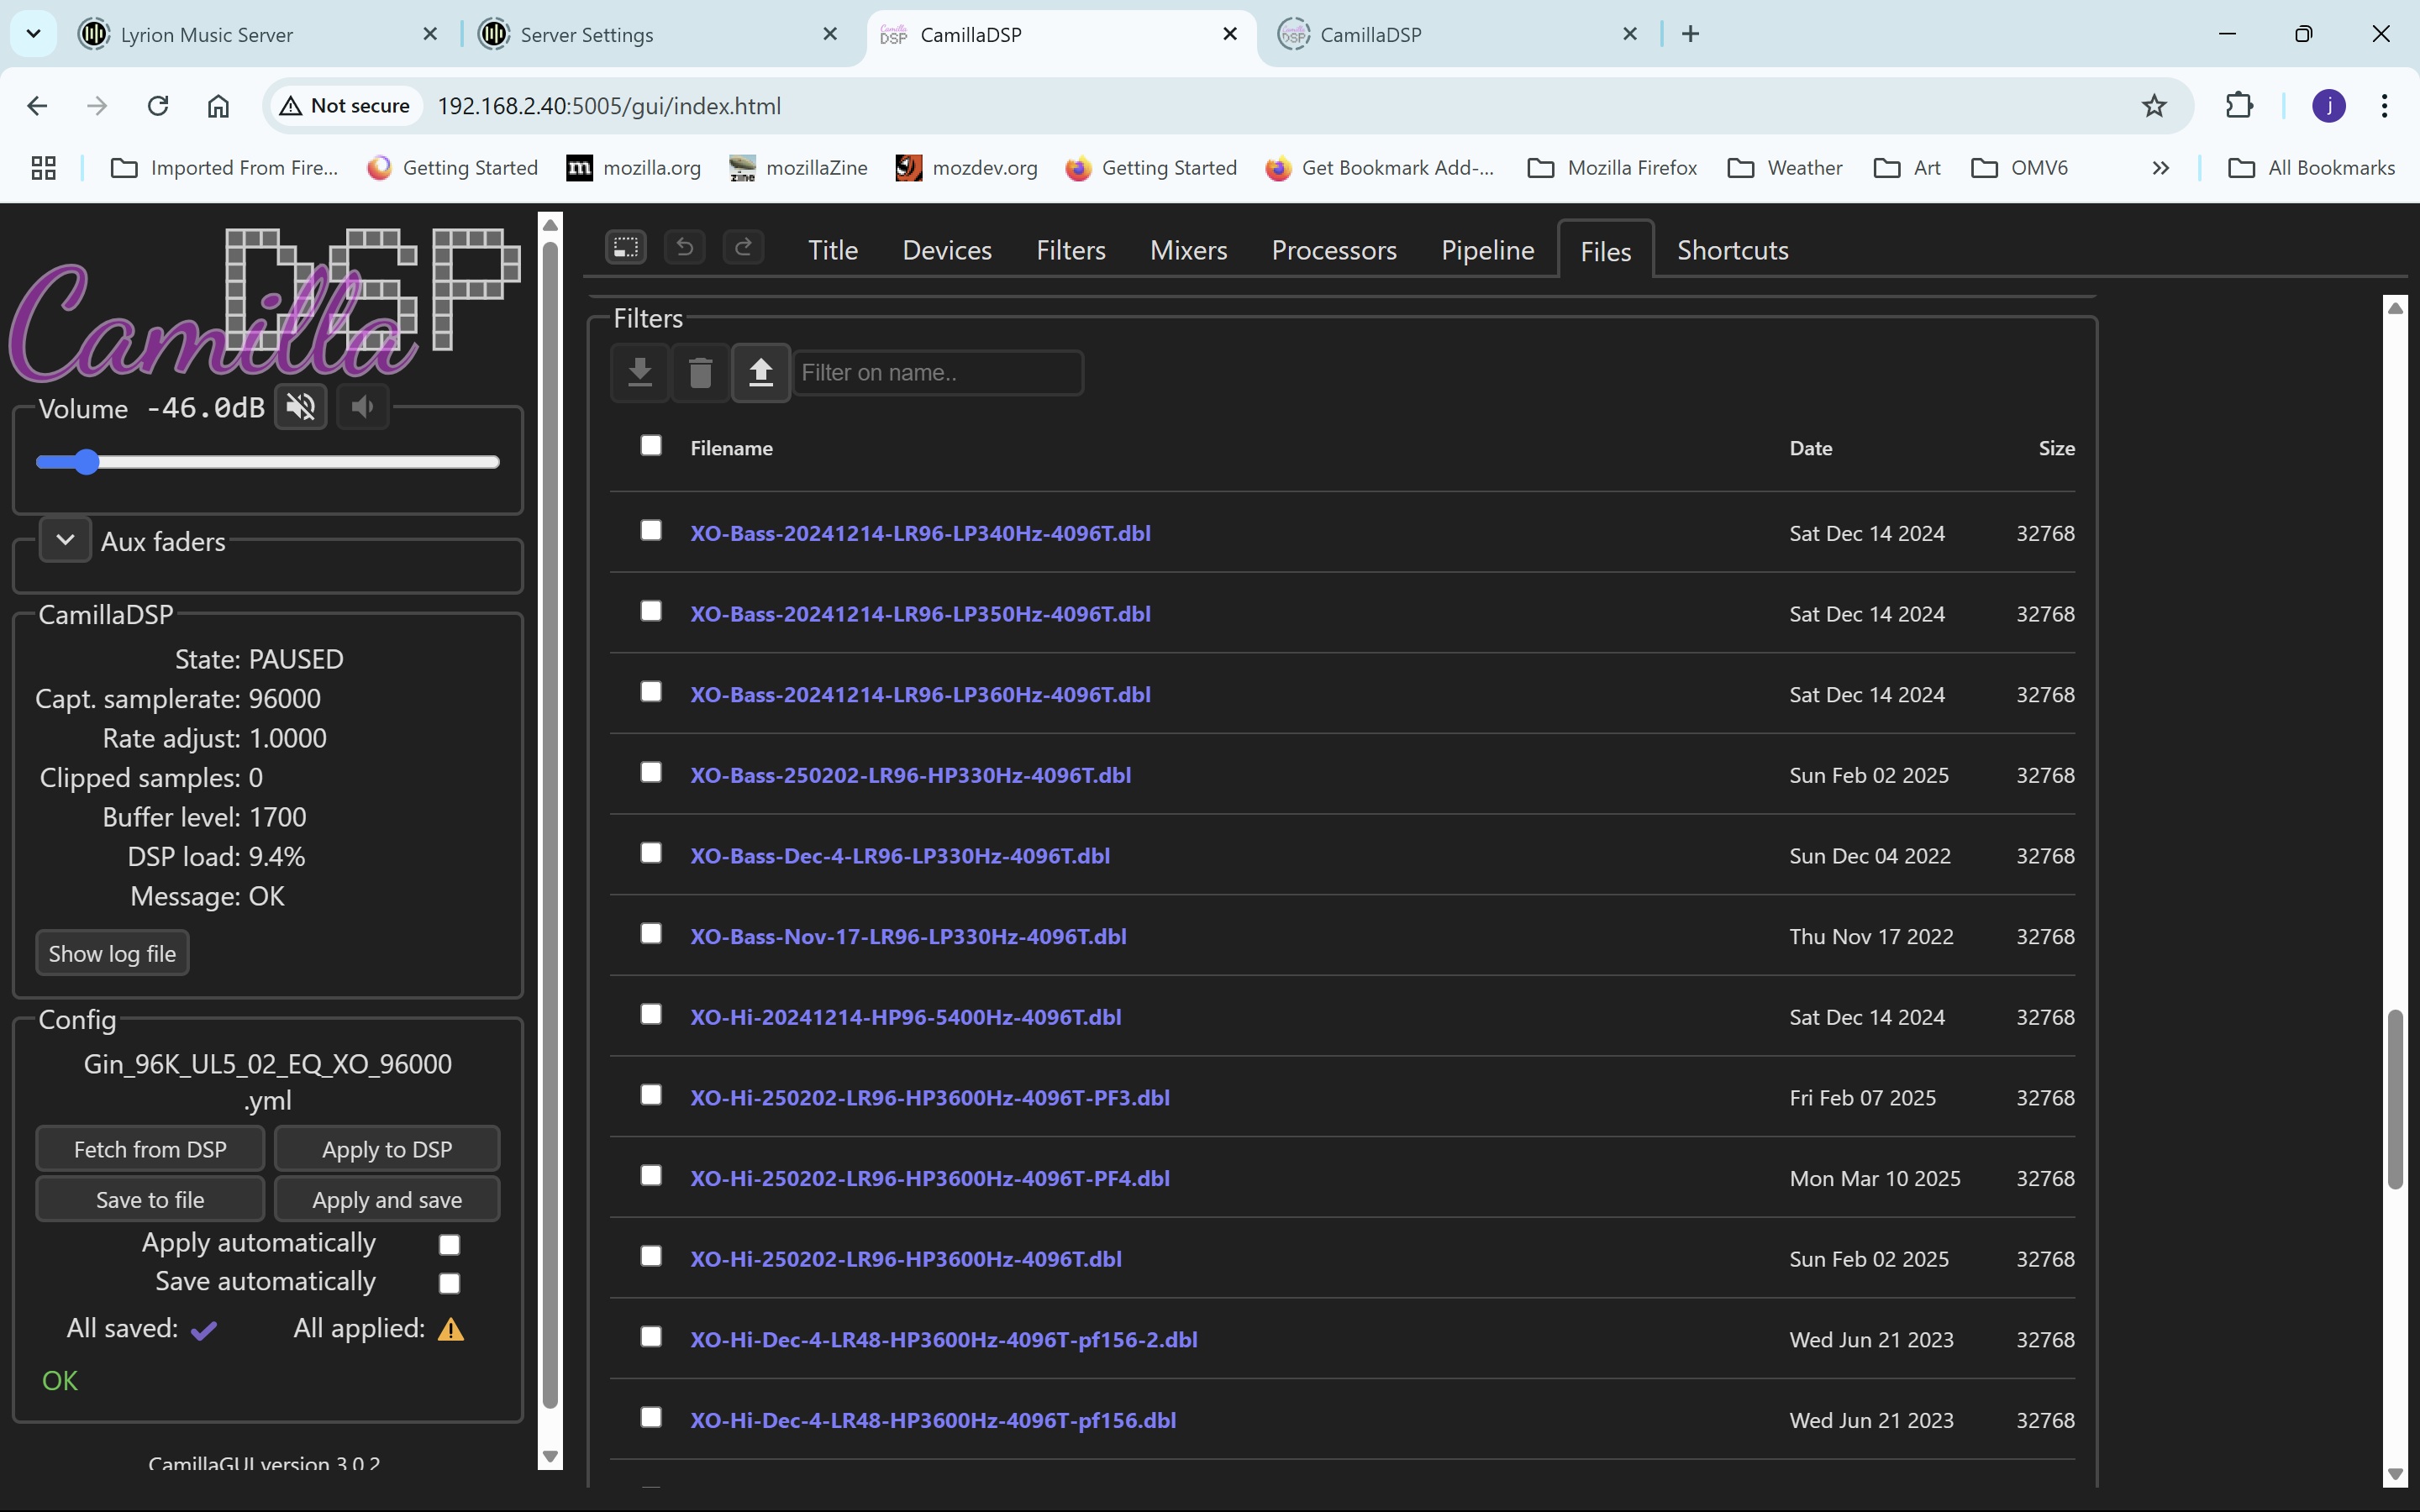 Lyrion Music Server
Server Settings
CamillaDSP
CamillaDSP
Not secure
192.168.2.40:5005/gui/index.html
j
Imported From Fire...
Getting Started
m mozilla.org
mozillaZine
mozdev.org
Getting Started
Get Bookmark Add-...
Mozilla Firefox
Weather
Art
OMV6
All Bookmarks
Camilla DSP
Volume -46.0dB
Aux faders
CamillaDSP
State: PAUSED
Capt. samplerate: 96000
Rate adjust: 1.0000
Clipped samples: 0
Buffer level: 1700
DSP load: 9.4%
Message: OK
Show log file
Config
Gin_96K_UL5_02_EQ_XO_96000
.yml
Fetch from DSP
Apply to DSP
Save to file
Apply and save
Apply automatically
Save automatically
All saved:
All applied:
OK
CamillaGUI version 3.0.2
Title
Devices
Filters
Mixers
Processors
Pipeline
Files
Shortcuts
Filters
Filter on name..
Filename Date Size
XO-Bass-20241214-LR96-LP340Hz-4096T.dbl Sat Dec 14 2024 32768
XO-Bass-20241214-LR96-LP350Hz-4096T.dbl Sat Dec 14 2024 32768
XO-Bass-20241214-LR96-LP360Hz-4096T.dbl Sat Dec 14 2024 32768
XO-Bass-250202-LR96-HP330Hz-4096T.dbl Sun Feb 02 2025 32768
XO-Bass-Dec-4-LR96-LP330Hz-4096T.dbl Sun Dec 04 2022 32768
XO-Bass-Nov-17-LR96-LP330Hz-4096T.dbl Thu Nov 17 2022 32768
XO-Hi-20241214-HP96-5400Hz-4096T.dbl Sat Dec 14 2024 32768
XO-Hi-250202-LR96-HP3600Hz-4096T-PF3.dbl Fri Feb 07 2025 32768
XO-Hi-250202-LR96-HP3600Hz-4096T-PF4.dbl Mon Mar 10 2025 32768
XO-Hi-250202-LR96-HP3600Hz-4096T.dbl Sun Feb 02 2025 32768
XO-Hi-Dec-4-LR48-HP3600Hz-4096T-pf156-2.dbl Wed Jun 21 2023 32768
XO-Hi-Dec-4-LR48-HP3600Hz-4096T-pf156.dbl Wed Jun 21 2023 32768